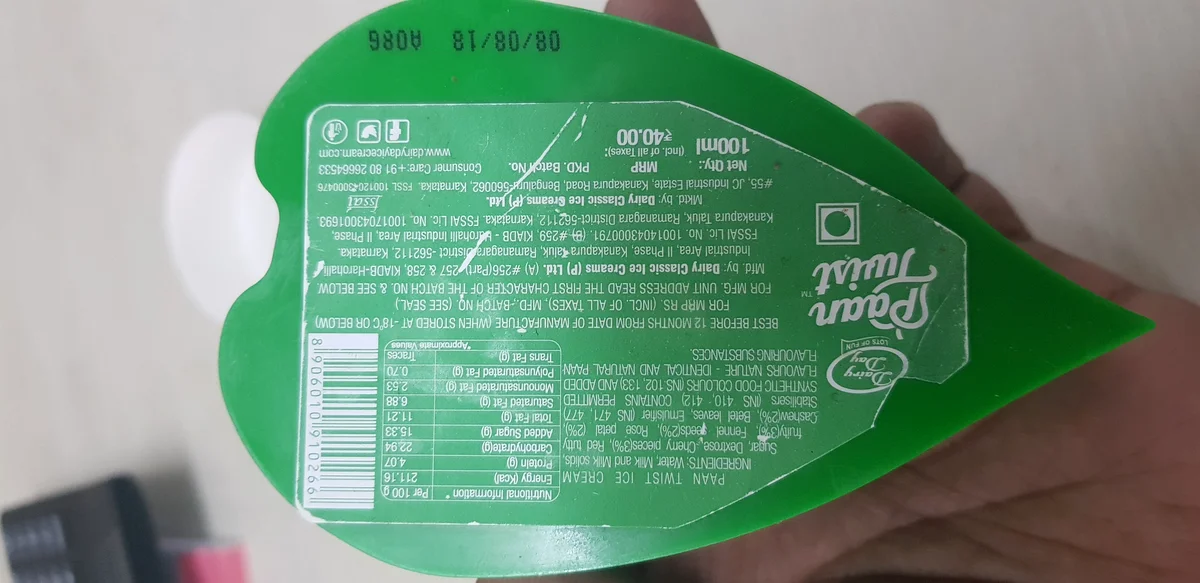 Dairy
Day
LOTS OF FUN
Paan
Twist
TM
PAAN TWIST ICE CREAM
INGREDIENTS: Water, Milk and Milk solids,
Sugar, Dextrose, Cherry pieces(3%), Red tutty
fruity(3%), Fennel seeds(2%), Rose petal (2%),
Cashew(2%), Betel leaves, Emulsifier (INS 471, 477)
Stabilisers (INS 410, 412) CONTAINS PERMITTED
SYNTHETIC FOOD COLOURS (INS 102, 133) AND ADDED
FLAVOURS NATURE - IDENTICAL AND NATURAL PAAN
FLAVOURING SUBSTANCES
Nutritional Information * Per 100 g
Energy (Kcal) 211.16
Protein (g) 4.07
Carbohydrate(g) 22.94
Added Sugar (g) 15.33
Total Fat (g) 11.21
Saturated Fat (g) 6.88
Monounsaturated Fat (g) 2.53
Polyunsaturated Fat (g) 0.70
Trans Fat (g) Traces
*Approximate Values
8906010910266
BEST BEFORE 12 MONTHS FROM DATE OF MANUFACTURE (WHEN STORED AT -18°C OR BELOW)
FOR MRP RS. (INCL. OF ALL TAXES), MFD.,-BATCH NO. (SEE SEAL)
FOR MFG. UNIT ADDRESS READ THE FIRST CHARACTER OF THE BATCH NO. & SEE BELOW
Mfd. by: Dairy Classic Ice Creams (P) Ltd. (A) #256(Part), 257 & 258, KIADB-Harohalli
Industrial Area, II Phase, Kanakapura Taluk, Ramanagara District-562112. Karnataka.
FSSAI Lic. No. 10014043000791. (B) #259, KIADB - Harohalli Industrial Area, II Phase,
Kanakapura Taluk, Ramanagara District-562112, Karnataka. FSSAI Lic. No. 10017043001593.
Mktd. by: Dairy Classic Ice Creams (P) Ltd. fssai
#55, JC Industrial Estate, Kanakapura Road, Bengaluru-560062, Karnataka. FSSL 10012043000476
Net Qty.: MRP PKD. Batch No. Consumer Care: +91 80 26664533
100ml (Incl. of all Taxes): www.dairydayicecream.com
₹40.00
08/08/18 A086